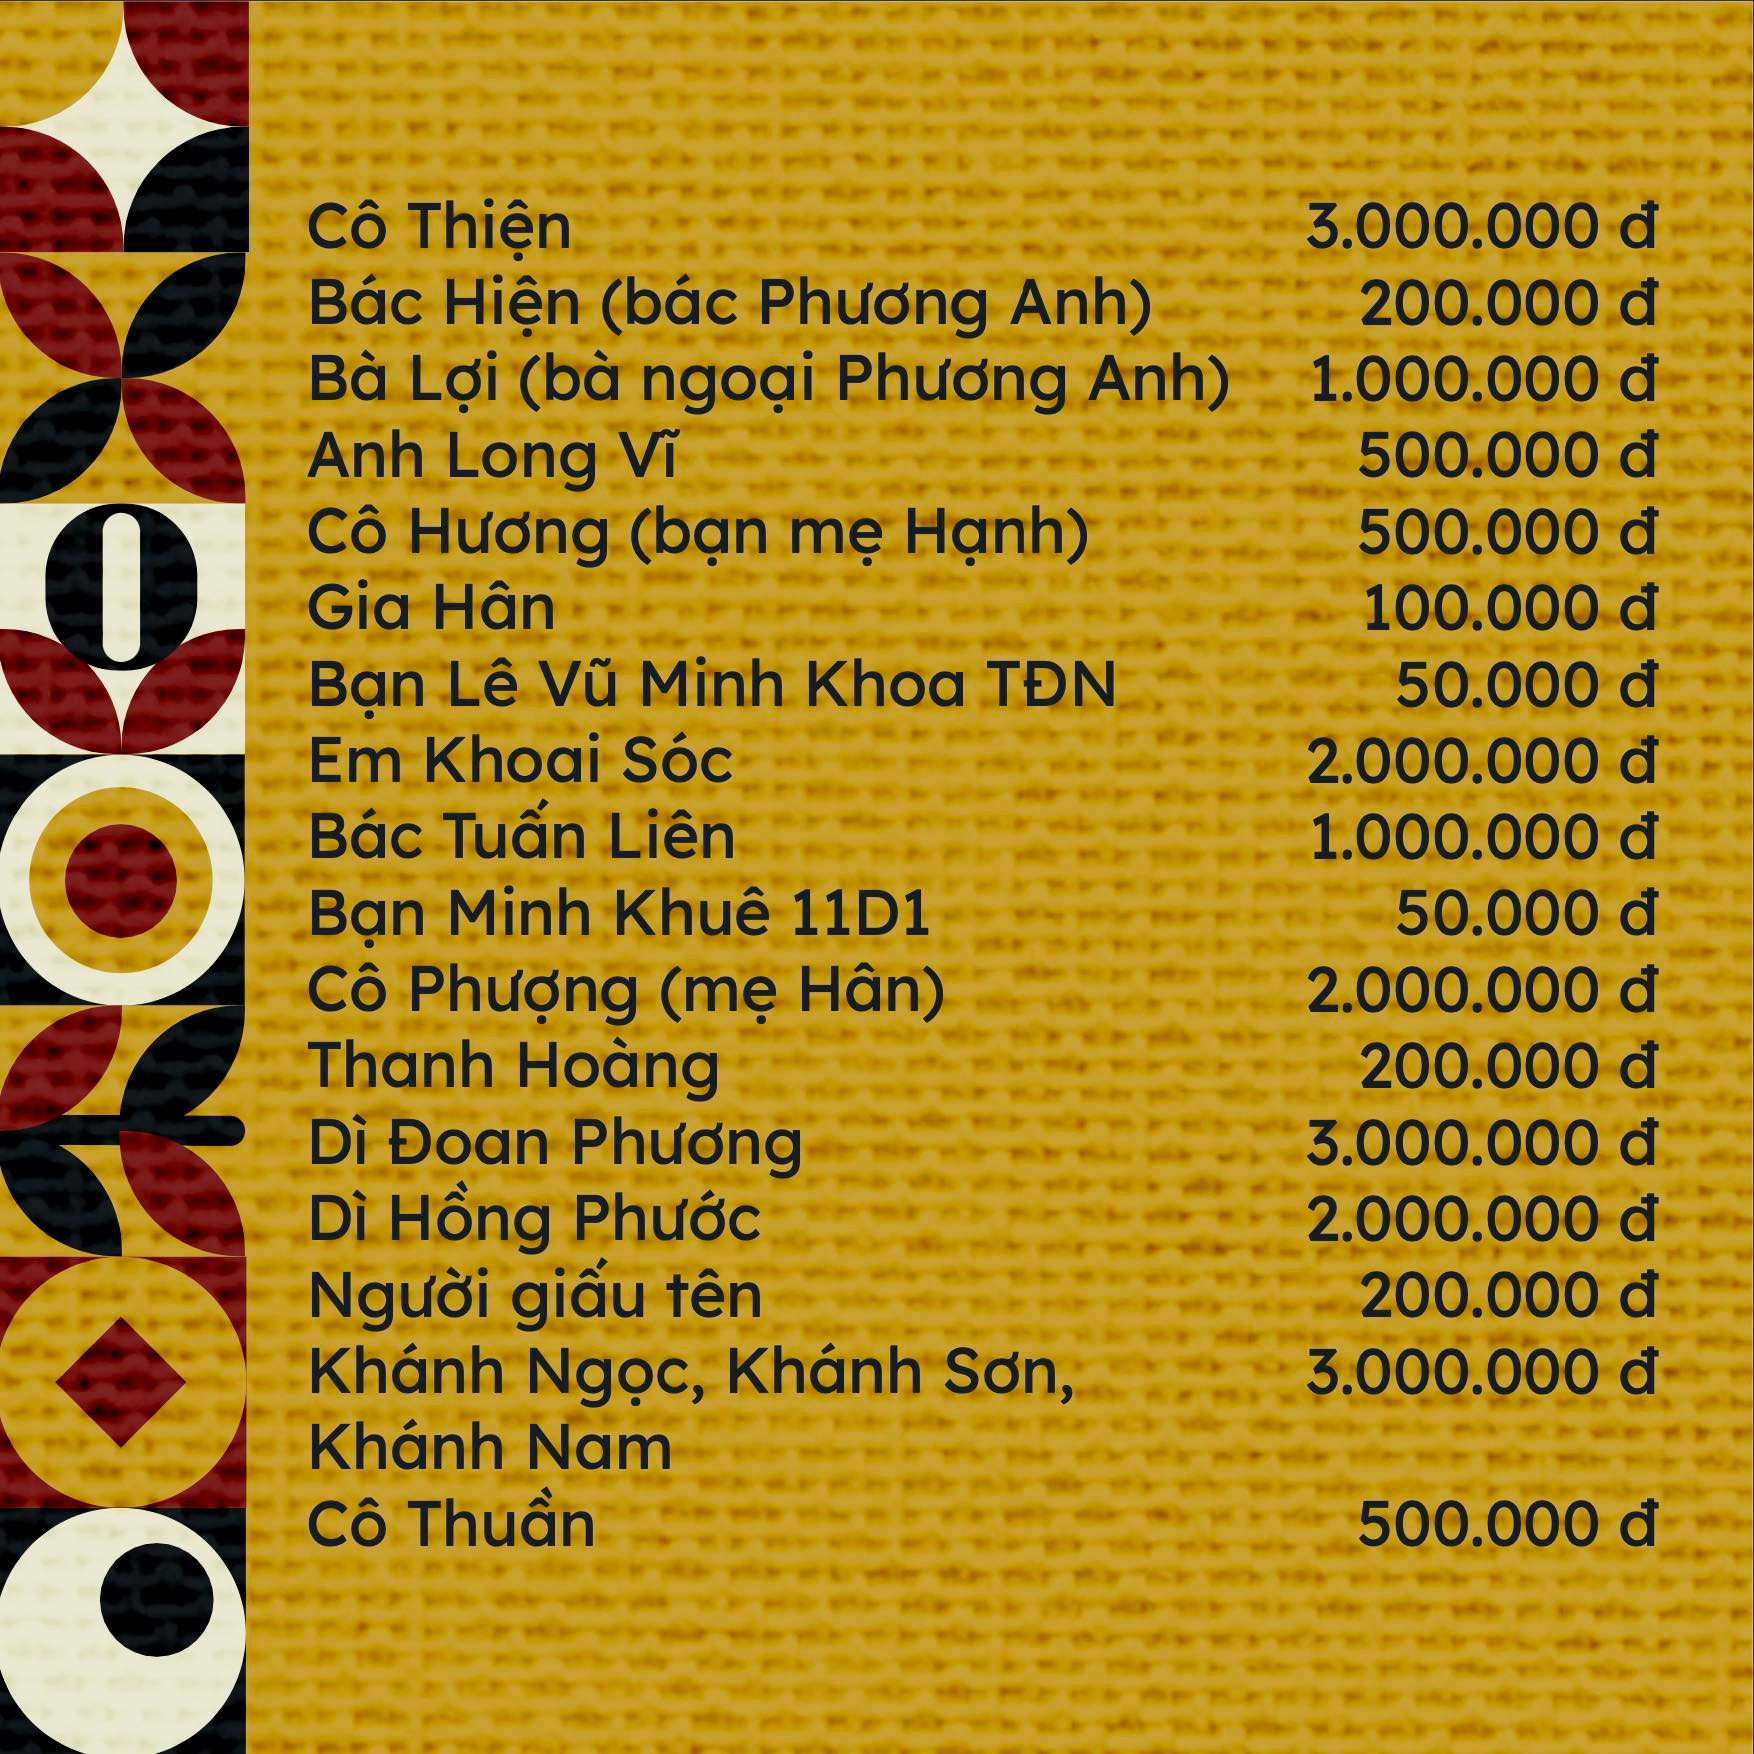 Cô Thiện 3.000.000 đ
Bác Hiện (bác Phương Anh) 200.000 đ
Bà Lợi (bà ngoại Phương Anh) 1.000.000 đ
Anh Long Vĩ 500.000 đ
Cô Hương (bạn mẹ Hạnh) 500.000 đ
Gia Hân 100.000 đ
Bạn Lê Vũ Minh Khoa TĐN 50.000 đ
Em Khoai Sóc 2.000.000 đ
Bác Tuấn Liên 1.000.000 đ
Bạn Minh Khuê 11D1 50.000 đ
Cô Phượng (mẹ Hân) 2.000.000 đ
Thanh Hoàng 200.000 đ
Dì Đoan Phương 3.000.000 đ
Dì Hồng Phước 2.000.000 đ
Người giấu tên 200.000 đ
Khánh Ngọc, Khánh Sơn, 3.000.000 đ
Khánh Nam
Cô Thuần 500.000 đ